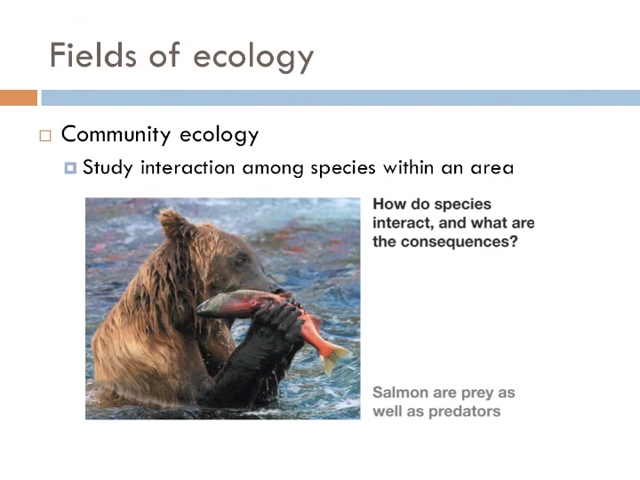 Fields of ecology
Community ecology
Study interaction among species within an area
How do species
interact, and what are
the consequences?
Salmon are prey as
well as predators